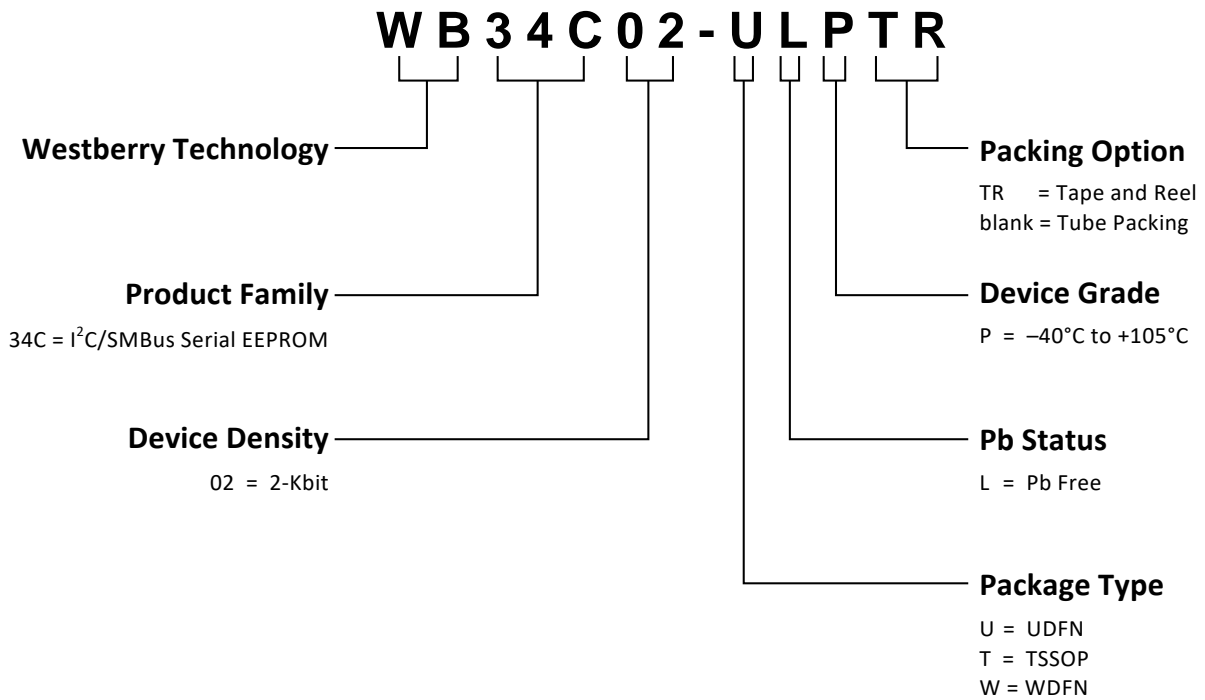 WB34C02-ULPTR
Westberry Technology
Product Family
34C = I²C/SMBus Serial EEPROM
Device Density
02 = 2-Kbit
Packing Option
TR = Tape and Reel
blank = Tube Packing
Device Grade
P = –40°C to +105°C
Pb Status
L = Pb Free
Package Type
U = UDFN
T = TSSOP
W = WDFN